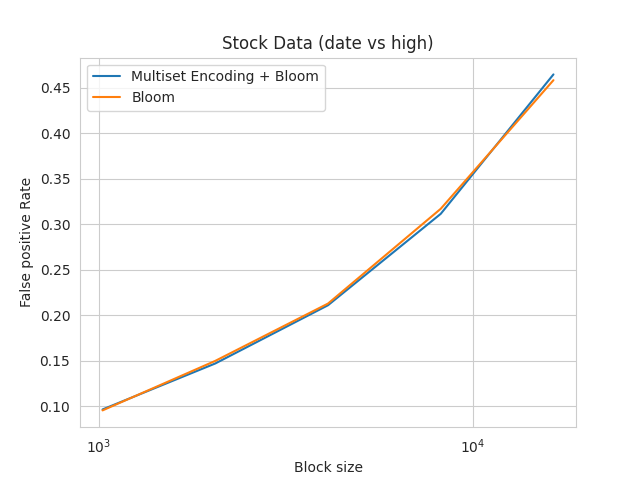 Stock Data (date vs high)
Multiset Encoding + Bloom
Bloom
False positive Rate
0.45
0.40
0.35
0.30
0.25
0.20
0.15
0.10
10³
10⁴
Block size